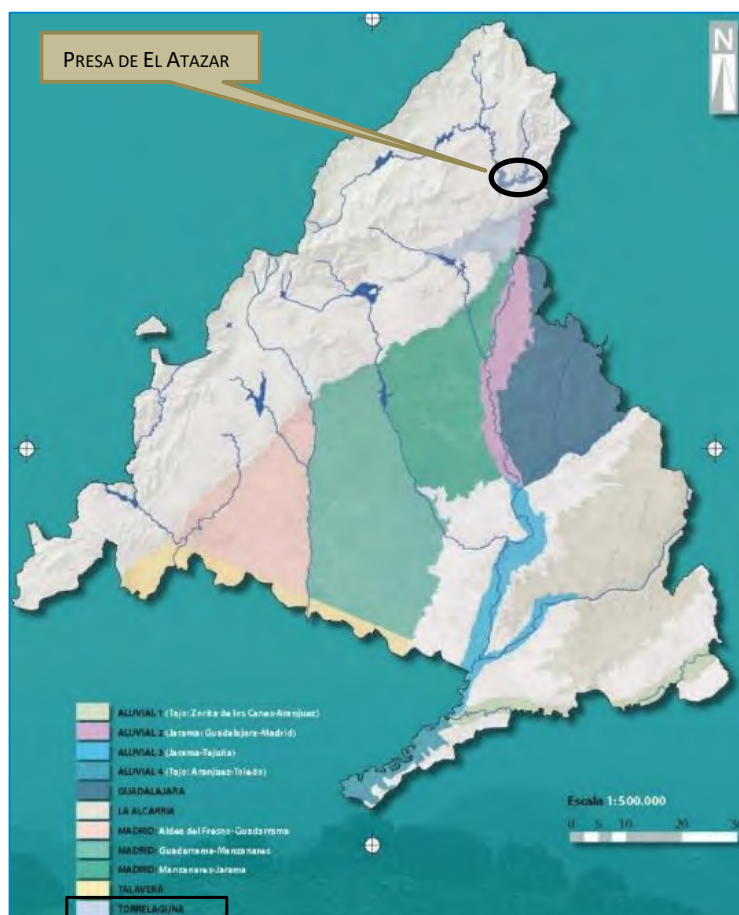 PRESA DE EL ATAZAR
N
ALUVIAL 1 (Tajo: Zorita de los Canes-Aranjuez)
ALUVIAL 2 (Jarama: Guadalajara-Madrid)
ALUVIAL 3 (Jarama-Tajuña)
ALUVIAL 4 (Tajo: Aranjuez-Toledo)
GUADALAJARA
LA ALCARRIA
MADRID: Aldea del Fresno-Guadarrama
MADRID: Guadarrama-Manzanares
MADRID: Manzanares-Jarama
TALAVERA
TORRELAGUNA
Escala 1:500.000
0 5 10 20 30